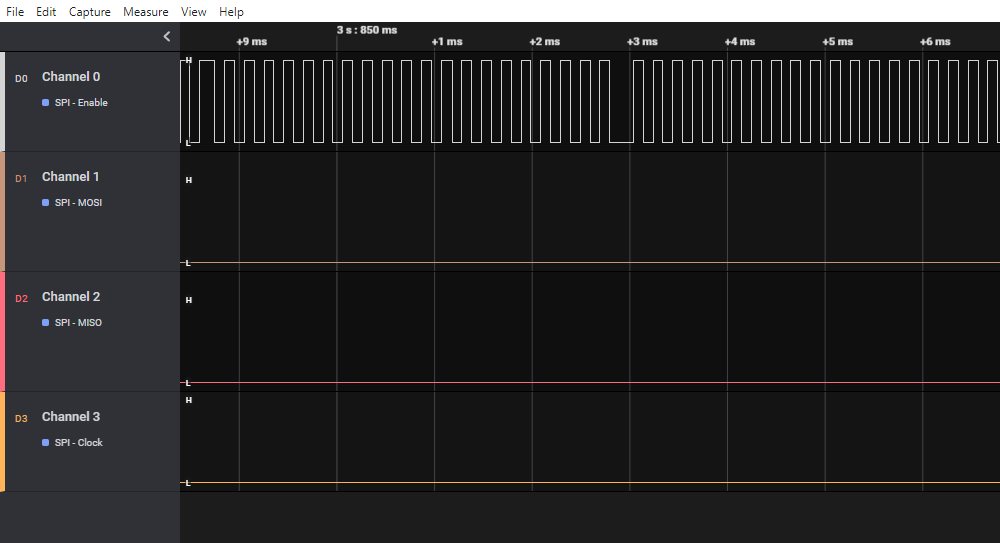 File Edit Capture Measure View Help
3 s : 850 ms
+9 ms +1 ms +2 ms +3 ms +4 ms +5 ms +6 ms
D0 Channel 0 H
SPI - Enable
L
D1 Channel 1 H
SPI - MOSI
L
D2 Channel 2 H
SPI - MISO
L
D3 Channel 3 H
SPI - Clock
L